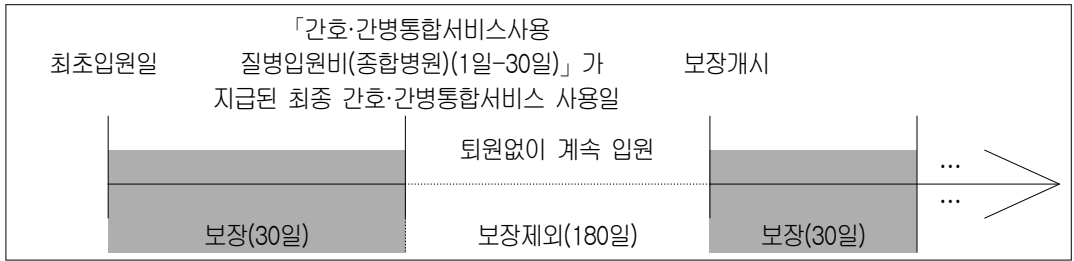 「간호·간병통합서비스사용
최초입원일 질병입원비(종합병원)(1일-30일)」가 보장개시
지급된 최종 간호·간병통합서비스 사용일
퇴원없이 계속 입원
...
...
보장(30일) 보장제외(180일) 보장(30일)